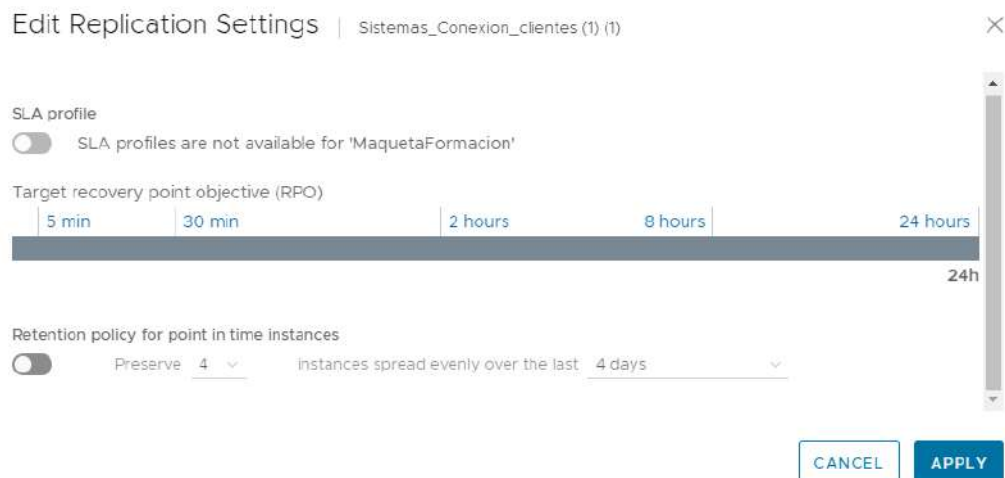 Edit Replication Settings | Sistemas_Conexion_clientes (1) (1)
SLA profile
SLA profiles are not available for 'MaquetaFormacion'
Target recovery point objective (RPO)
5 min 30 min 2 hours 8 hours 24 hours
24h
Retention policy for point in time instances
Preserve 4 instances spread evenly over the last 4 days
CANCEL APPLY